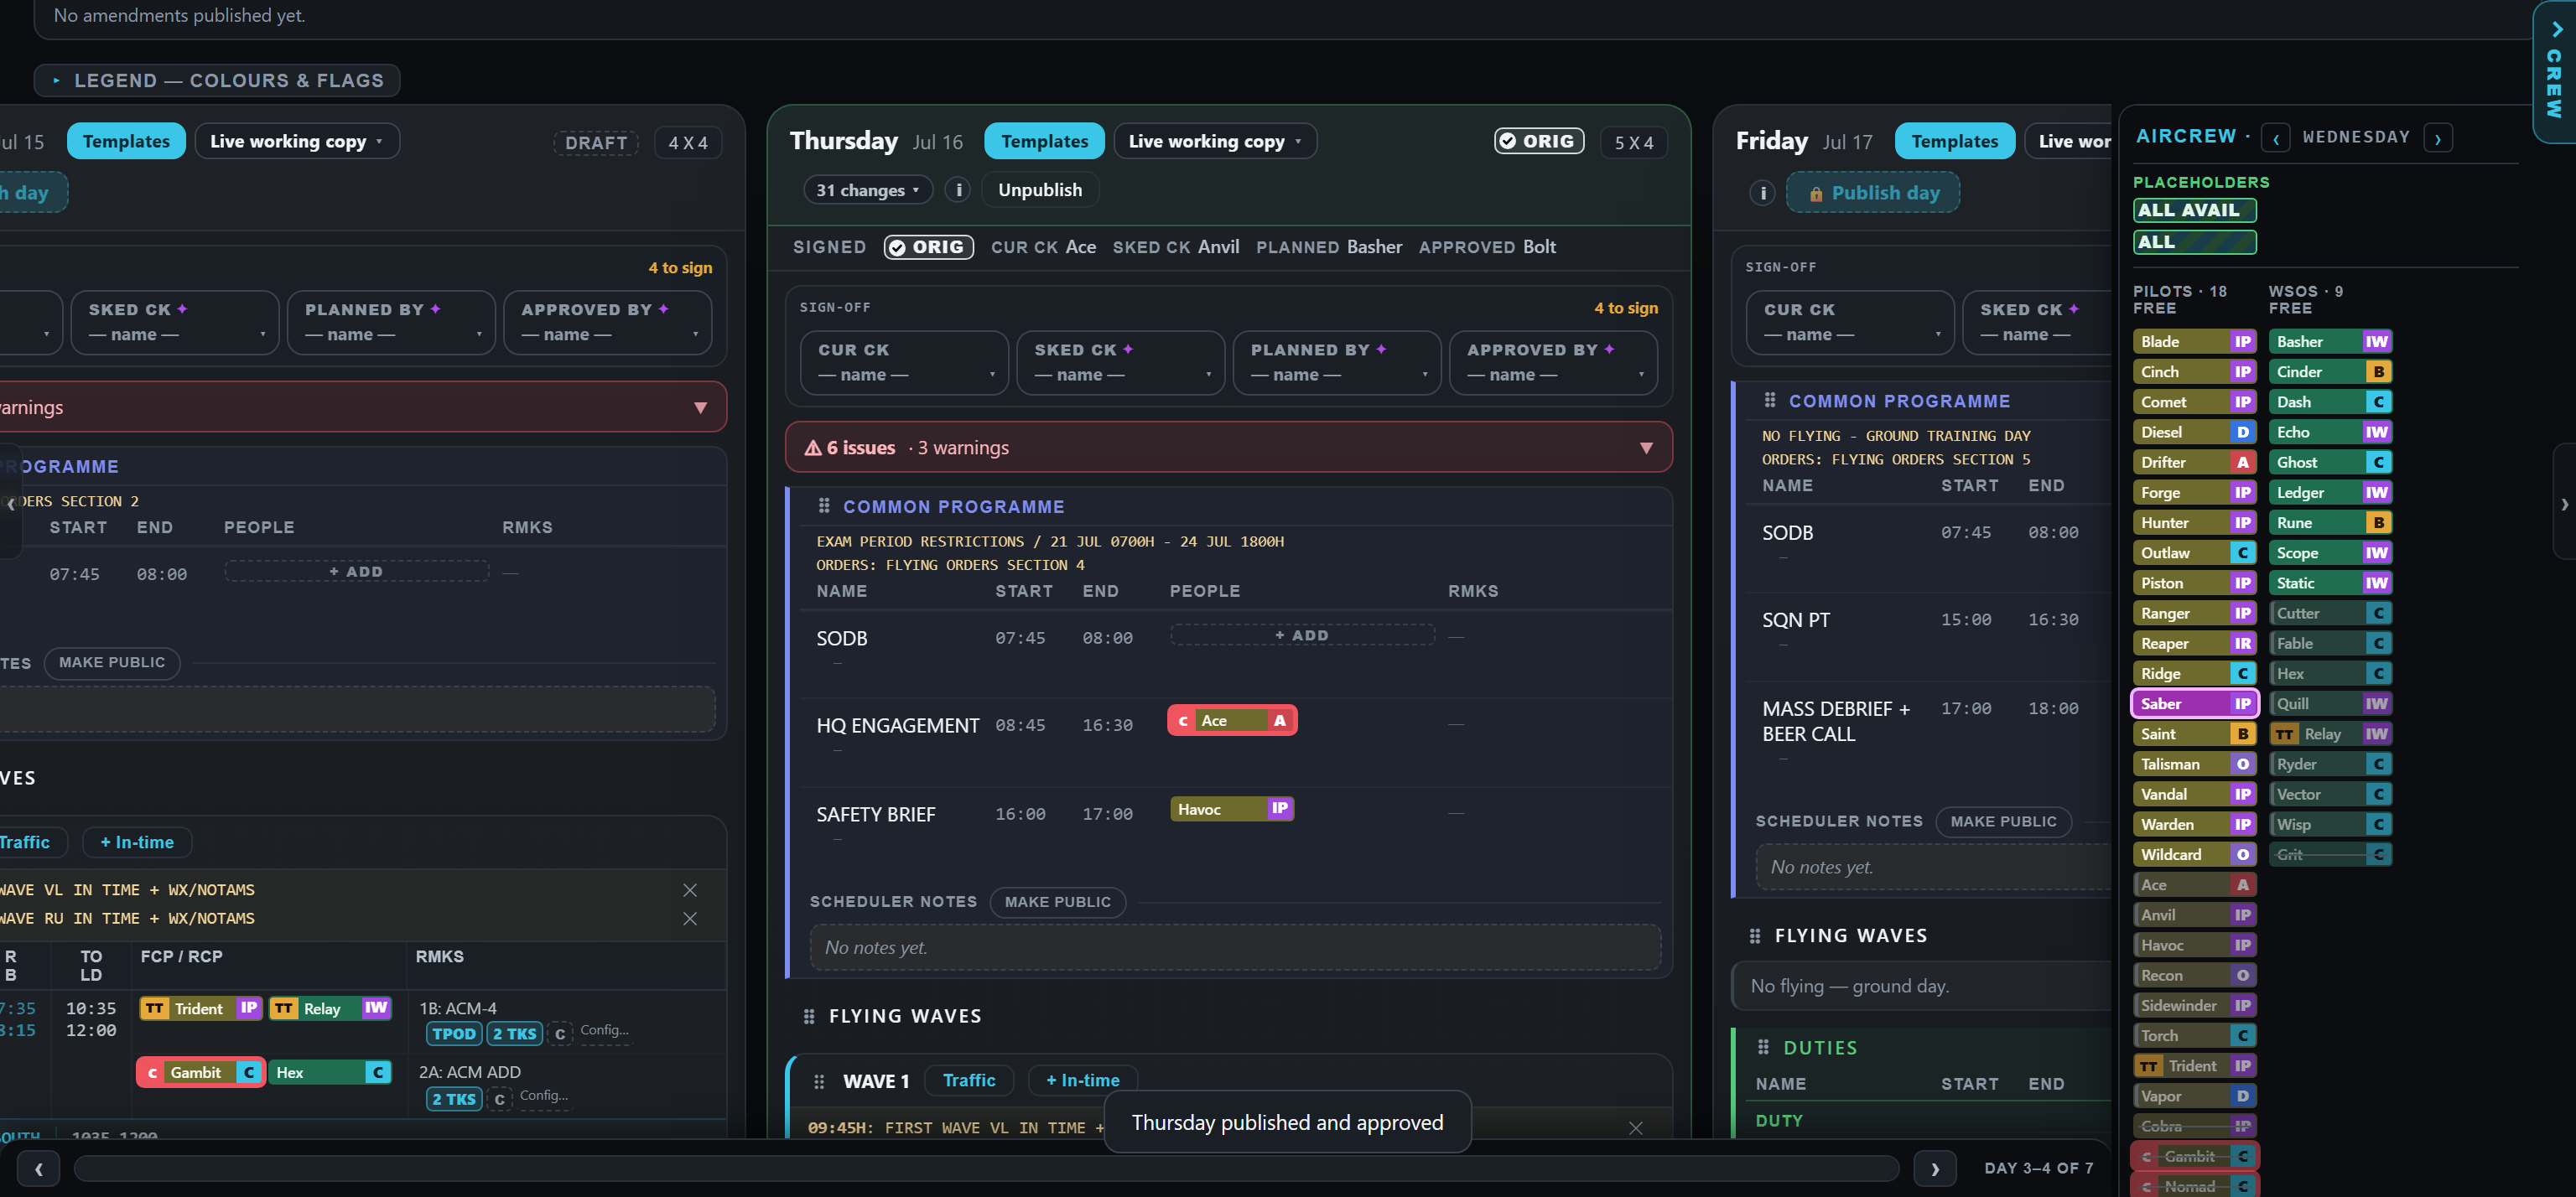 No amendments published yet.
▸ LEGEND — COLOURS & FLAGS
Jul 15 Templates Live working copy ▾ DRAFT 4 X 4
h day
4 to sign
SKED CK ✦ PLANNED BY ✦ APPROVED BY ✦
— name — — name — — name —
arnings
ROGRAMME
ORDERS SECTION 2
START END PEOPLE RMKS
07:45 08:00 + ADD —
TES MAKE PUBLIC
VES
Traffic + In-time
WAVE VL IN TIME + WX/NOTAMS
WAVE RU IN TIME + WX/NOTAMS
R TO FCP / RCP RMKS
B LD
7:35 10:35 TT Trident IP TT Relay IW 1B: ACM-4
8:15 12:00 TPOD 2 TKS C Config...
c Gambit C Hex C 2A: ACM ADD
2 TKS C Config...
OUTH 1035-1200
Thursday Jul 16 Templates Live working copy ▾ ORIG 5 X 4
31 changes ▾ i Unpublish
SIGNED ORIG CUR CK Ace SKED CK Anvil PLANNED Basher APPROVED Bolt
SIGN-OFF 4 to sign
CUR CK SKED CK ✦ PLANNED BY ✦ APPROVED BY ✦
— name — — name — — name — — name —
⚠ 6 issues · 3 warnings
COMMON PROGRAMME
EXAM PERIOD RESTRICTIONS / 21 JUL 0700H - 24 JUL 1800H
ORDERS: FLYING ORDERS SECTION 4
NAME START END PEOPLE RMKS
SODB 07:45 08:00 + ADD —
—
HQ ENGAGEMENT 08:45 16:30 c Ace A —
—
SAFETY BRIEF 16:00 17:00 Havoc IP —
—
SCHEDULER NOTES MAKE PUBLIC
No notes yet.
FLYING WAVES
WAVE 1 Traffic + In-time
09:45H: FIRST WAVE VL IN TIME +
Thursday published and approved
Friday Jul 17 Templates Live wor
i Publish day
SIGN-OFF
CUR CK SKED CK ✦
— name — — name —
COMMON PROGRAMME
NO FLYING - GROUND TRAINING DAY
ORDERS: FLYING ORDERS SECTION 5
NAME START END
SODB 07:45 08:00
—
SQN PT 15:00 16:30
—
MASS DEBRIEF + 17:00 18:00
BEER CALL
—
SCHEDULER NOTES MAKE PUBLIC
No notes yet.
FLYING WAVES
No flying — ground day.
DUTIES
NAME START END
DUTY
‹ › DAY 3–4 OF 7
› CREW
AIRCREW · ‹ WEDNESDAY ›
PLACEHOLDERS
ALL AVAIL
ALL
PILOTS · 18 FREE
WSOS · 9 FREE
Blade IP Basher IW
Cinch IP Cinder B
Comet IP Dash C
Diesel D Echo IW
Drifter A Ghost C
Forge IP Ledger IW
Hunter IP Rune B
Outlaw C Scope IW
Piston IP Static IW
Ranger IP Cutter C
Reaper IR Fable C
Ridge C Hex C
Saber IP Quill IW
Saint B TT Relay IW
Talisman O Ryder C
Vandal IP Vector C
Warden IP Wisp C
Wildcard O Grit C
Ace A
Anvil IP
Havoc IP
Recon O
Sidewinder IP
Torch C
TT Trident IP
Vapor D
Cobra IP
c Gambit C
c Nomad C